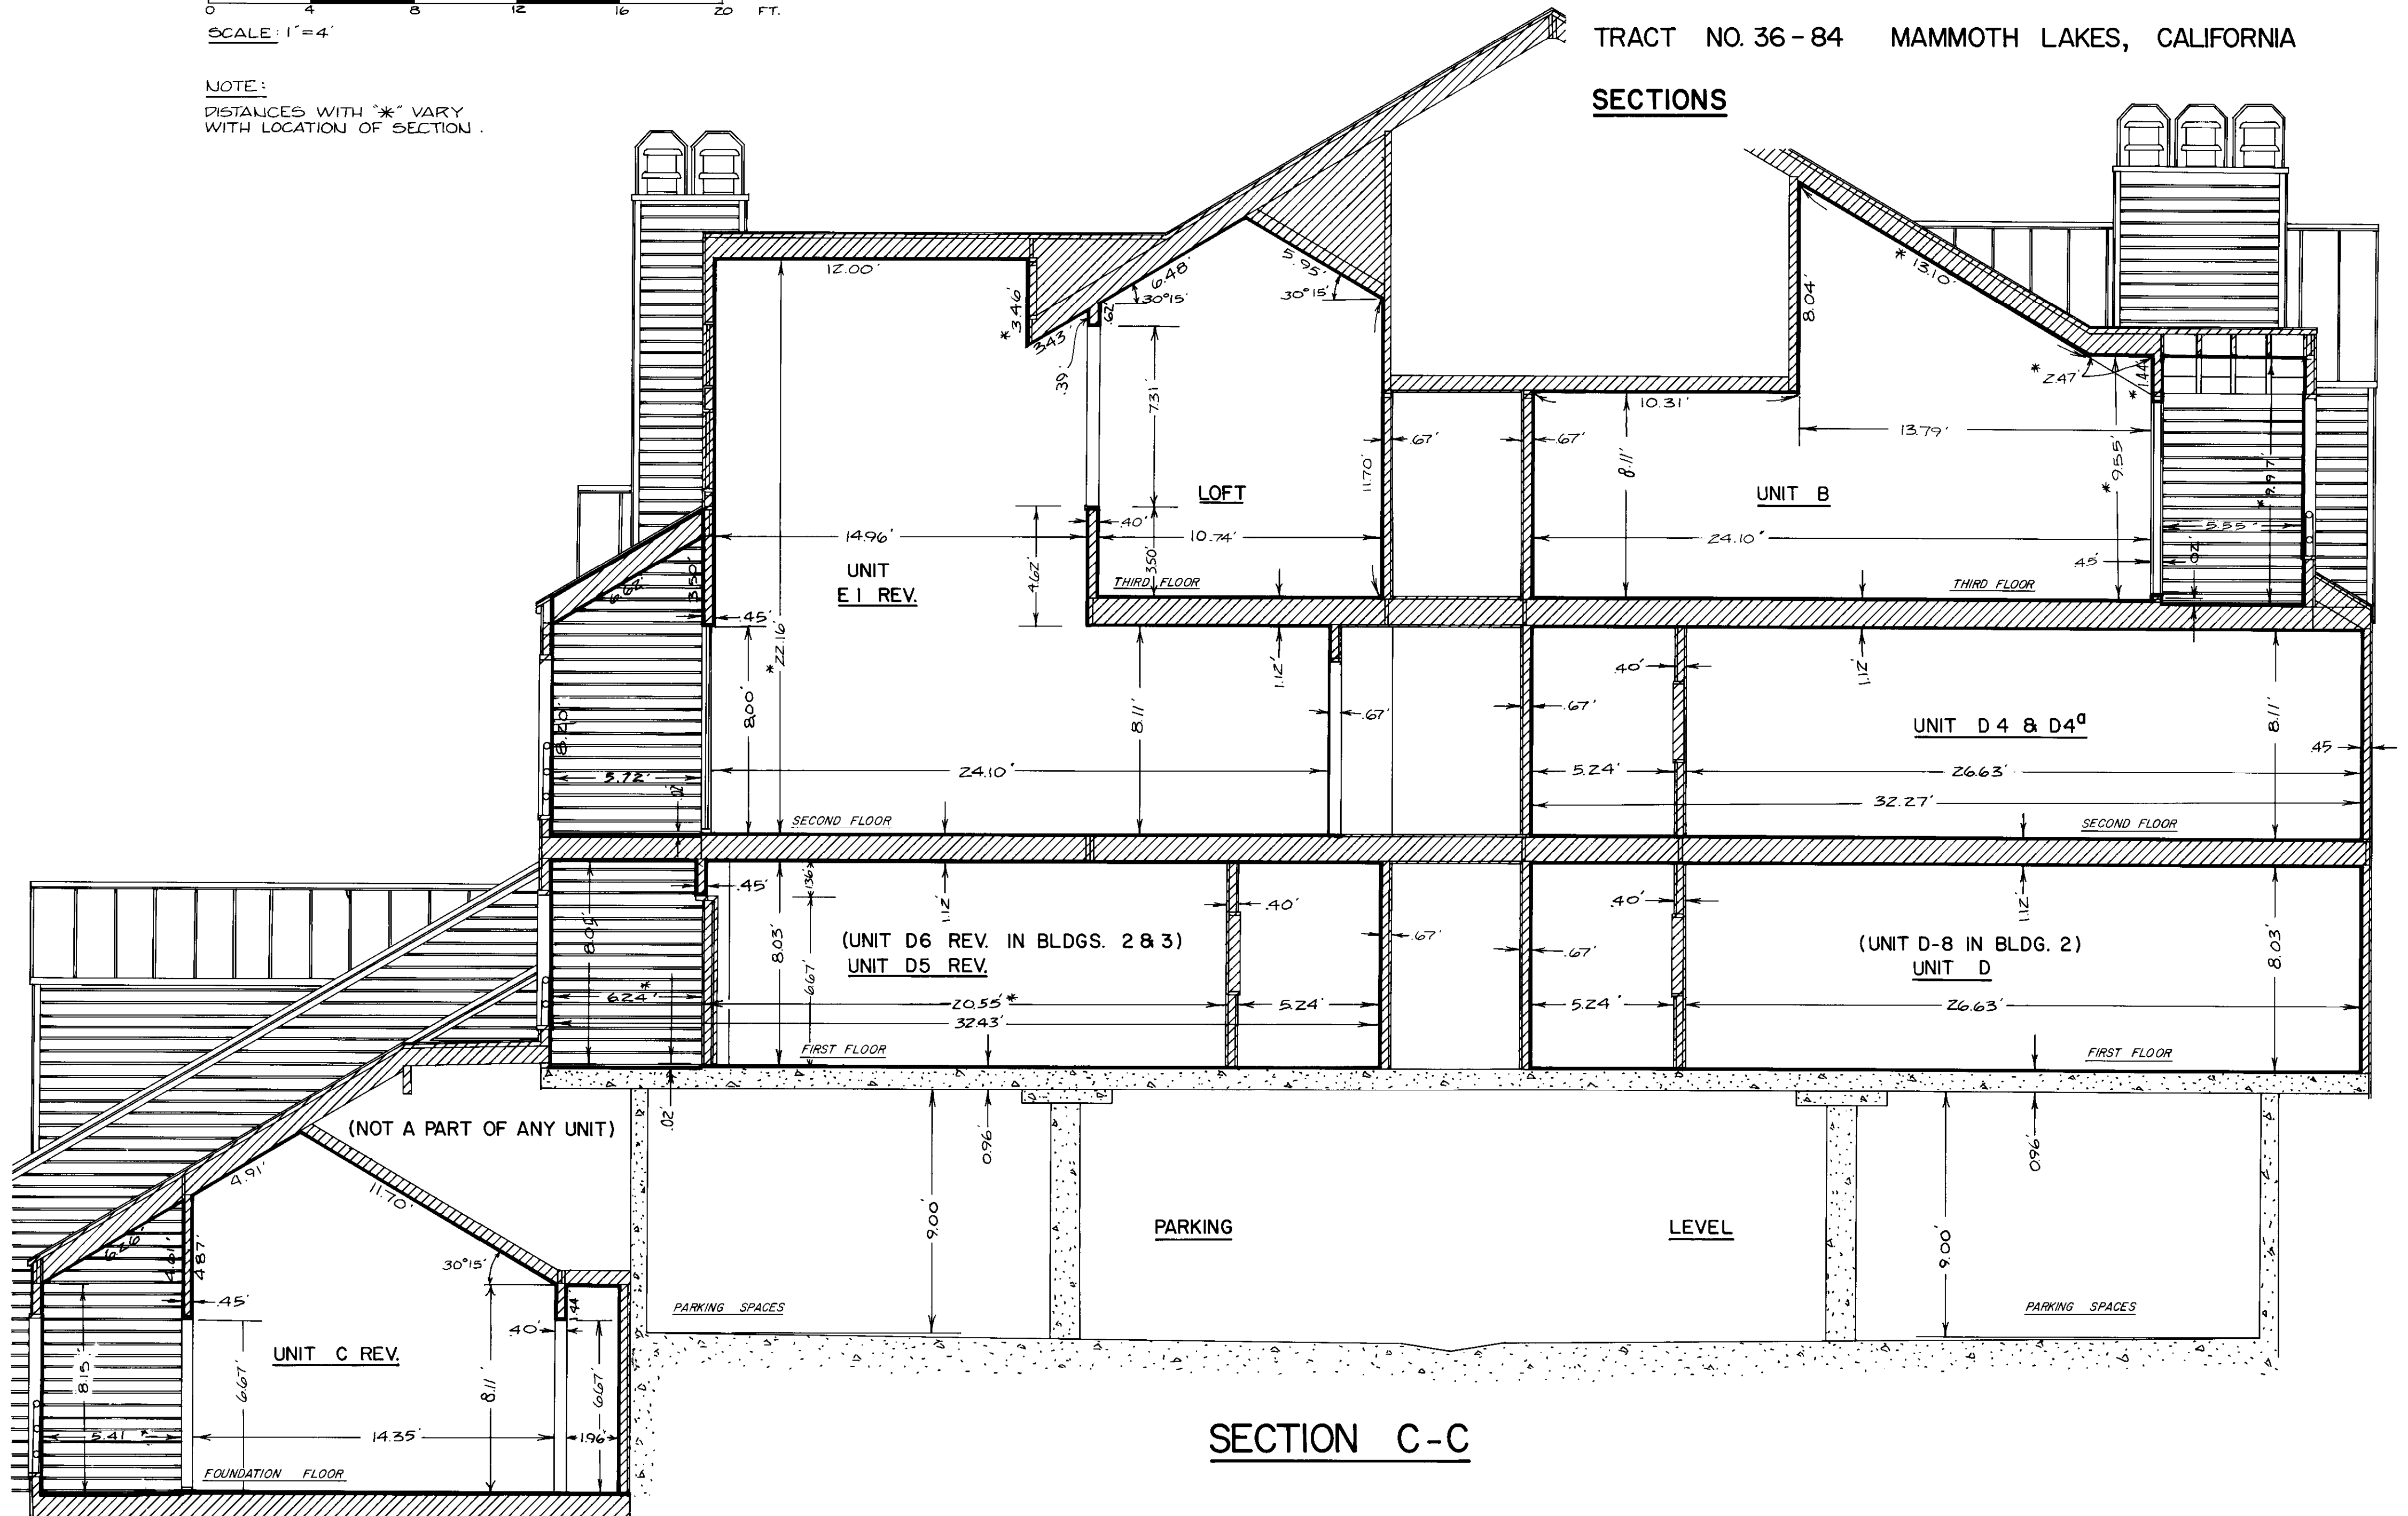 0 4 8 12 16 20 FT.
SCALE: 1"=4'
NOTE:
DISTANCES WITH "*" VARY
WITH LOCATION OF SECTION.
TRACT NO. 36-84 MAMMOTH LAKES, CALIFORNIA
SECTIONS
12.00'
* 3.46'
3.43'
.39'
6.48'
30°15'
.62'
5.95'
30°15'
7.31'
8.04'
* 13.10'
* 2.47'
* 1.44'
10.31'
13.79'
.67'
.67'
11.70'
8.11'
* 9.55'
* 9.97'
LOFT
UNIT B
14.96'
.40'
10.74'
3.50'
4.62'
24.10'
5.55'
.45'
.02'
UNIT
E1 REV.
THIRD FLOOR
THIRD FLOOR
6.62'
3.50'
.45'
* 22.16'
8.00'
8.11'
1.12'
.67'
.67'
.40'
1.12'
UNIT D4 & D4a
8.11'
.45
8.20'
5.72'
.02'
24.10'
5.24'
26.63'
32.27'
SECOND FLOOR
SECOND FLOOR
.45'
1.36'
1.12'
.40'
.40'
1.12'
8.03'
(UNIT D6 REV. IN BLDGS. 2 & 3)
UNIT D5 REV.
.67'
.67'
(UNIT D-8 IN BLDG. 2)
UNIT D
8.03'
6.67'
6.24' *
20.55' *
5.24'
5.24'
26.63'
32.43'
FIRST FLOOR
FIRST FLOOR
.02'
0.96'
0.96'
(NOT A PART OF ANY UNIT)
4.91'
11.70'
9.00'
PARKING
LEVEL
9.00'
4.61'
4.87'
30°15'
.45'
1.44'
.40'
PARKING SPACES
PARKING SPACES
UNIT C REV.
8.15'
6.67'
8.11'
6.67'
5.41 *
14.35'
1.96'
FOUNDATION FLOOR
SECTION C-C